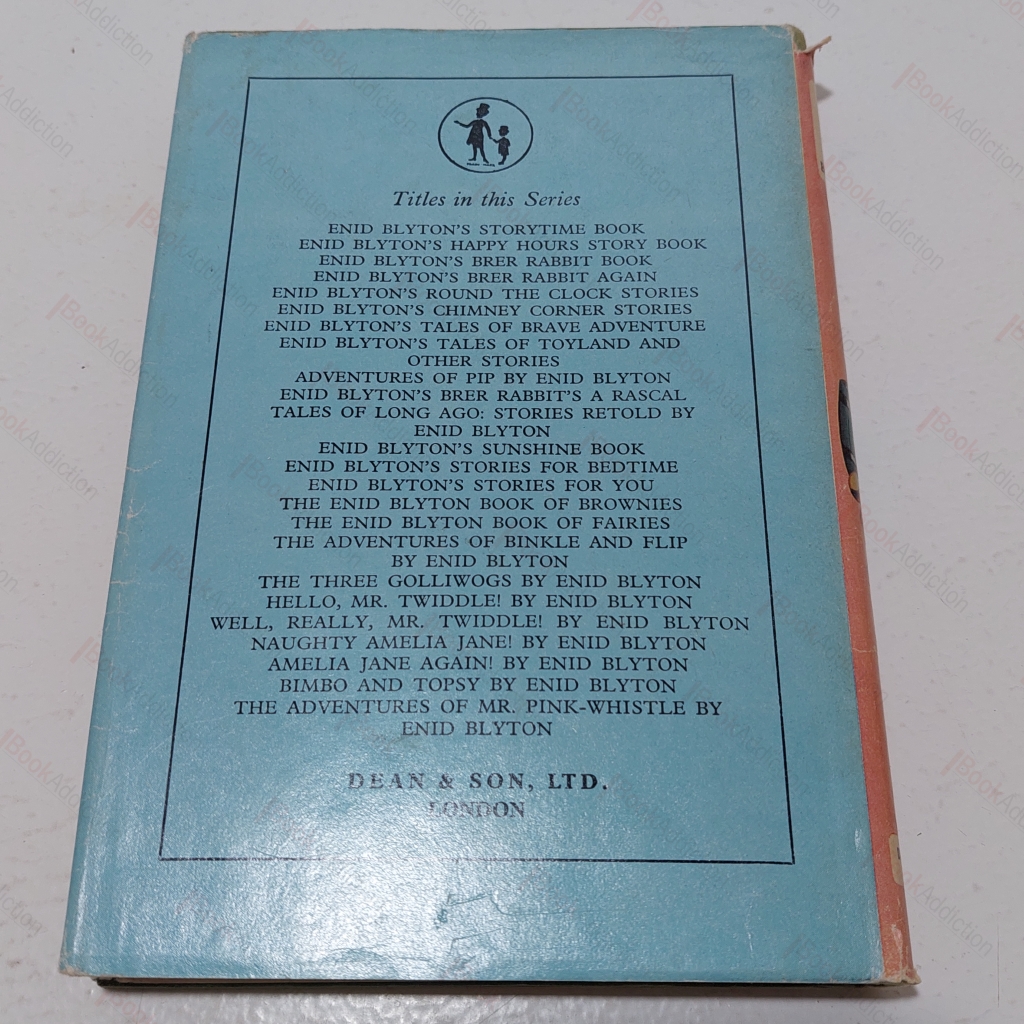 Titles in this Series
ENID BLYTON'S STORYTIME BOOK
ENID BLYTON'S HAPPY HOURS STORY BOOK
ENID BLYTON'S BRER RABBIT BOOK
ENID BLYTON'S BRER RABBIT AGAIN
ENID BLYTON'S ROUND THE CLOCK STORIES
ENID BLYTON'S CHIMNEY CORNER STORIES
ENID BLYTON'S TALES OF BRAVE ADVENTURE
ENID BLYTON'S TALES OF TOYLAND AND
OTHER STORIES
ADVENTURES OF PIP BY ENID BLYTON
ENID BLYTON'S BRER RABBIT'S A RASCAL
TALES OF LONG AGO: STORIES RETOLD BY
ENID BLYTON
ENID BLYTON'S SUNSHINE BOOK
ENID BLYTON'S STORIES FOR BEDTIME
ENID BLYTON'S STORIES FOR YOU
THE ENID BLYTON BOOK OF BROWNIES
THE ENID BLYTON BOOK OF FAIRIES
THE ADVENTURES OF BINKLE AND FLIP
BY ENID BLYTON
THE THREE GOLLIWOGS BY ENID BLYTON
HELLO, MR. TWIDDLE! BY ENID BLYTON
WELL, REALLY, MR. TWIDDLE! BY ENID BLYTON
NAUGHTY AMELIA JANE! BY ENID BLYTON
AMELIA JANE AGAIN! BY ENID BLYTON
BIMBO AND TOPSY BY ENID BLYTON
THE ADVENTURES OF MR. PINK-WHISTLE BY
ENID BLYTON
DEAN & SON, LTD.
LONDON
BookAddiction